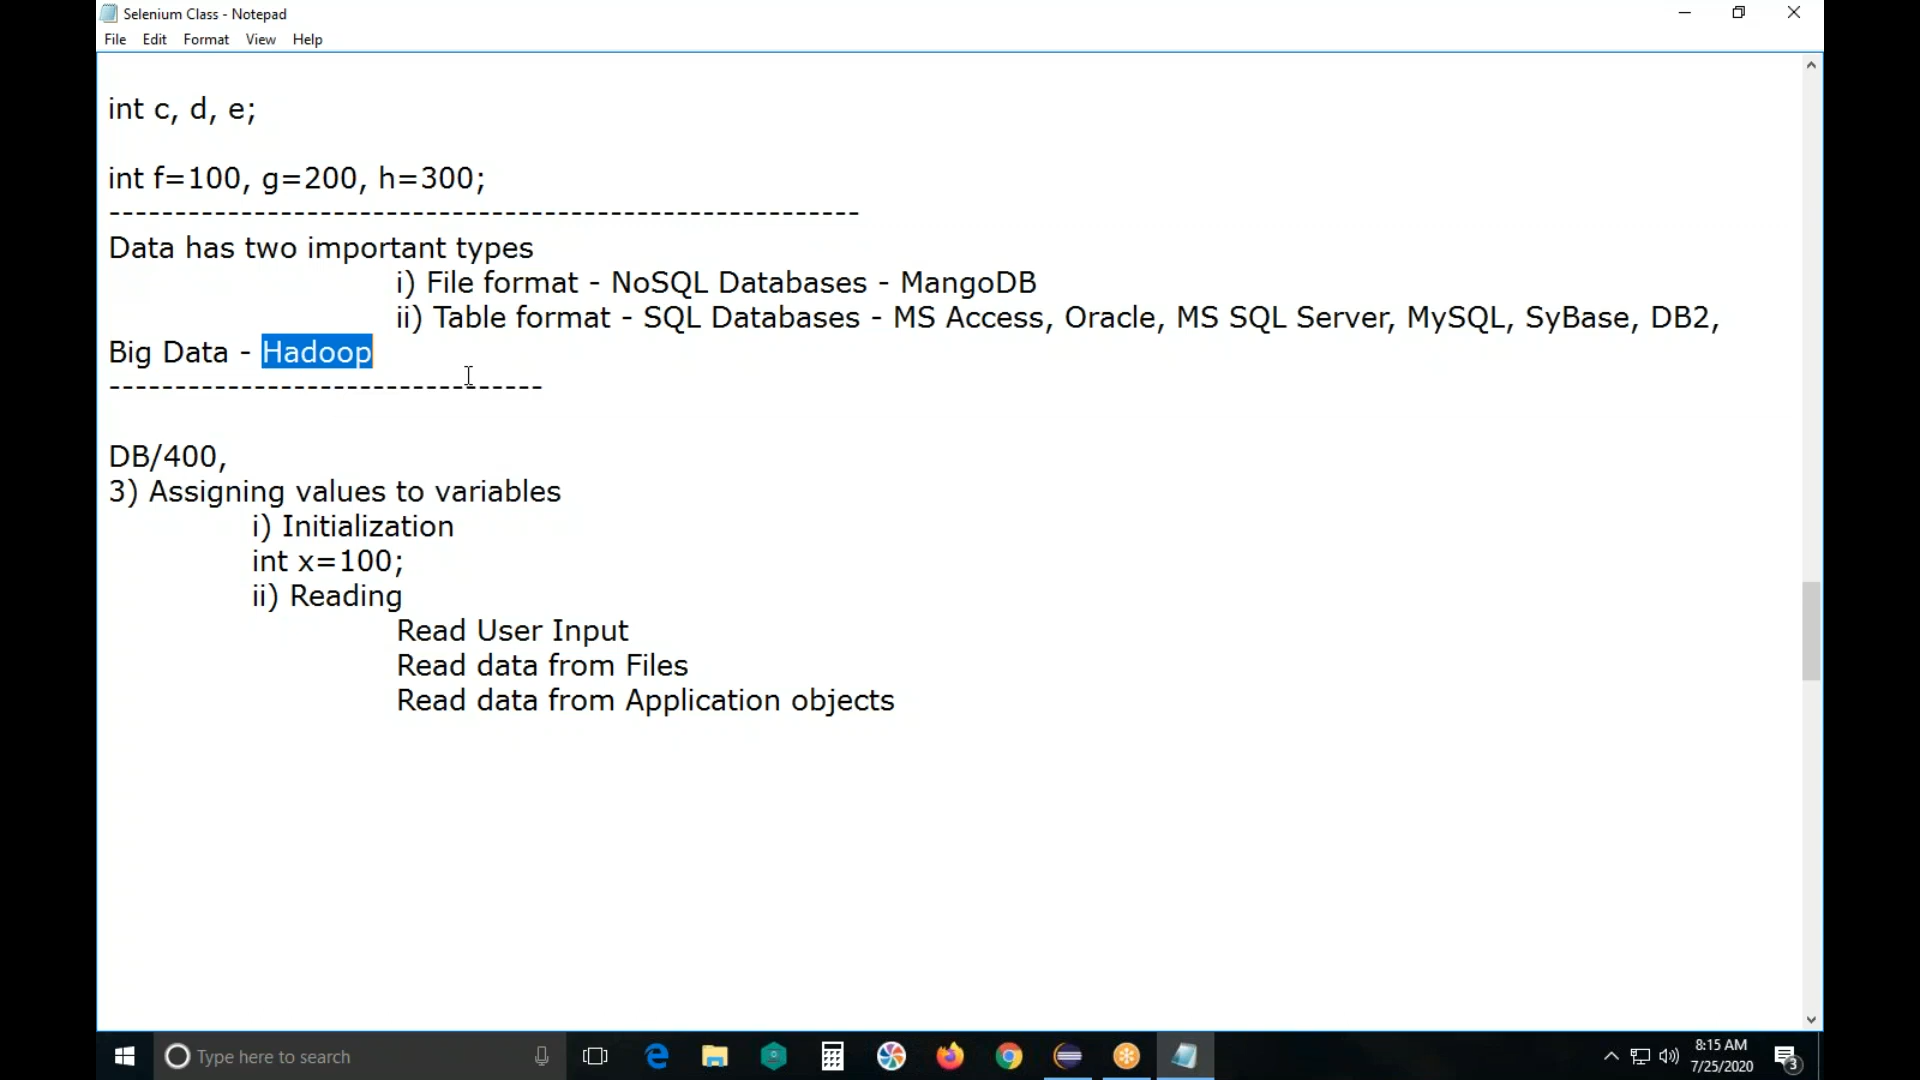 Selenium Class - Notepad
File Edit Format View Help
int c, d, e;
int f=100, g=200, h=300;
---------------------------------------------------------
Data has two important types
i) File format - NoSQL Databases - MangoDB
ii) Table format - SQL Databases - MS Access, Oracle, MS SQL Server, MySQL, SyBase, DB2,
Big Data - Hadoop
---------------------------------
DB/400,
3) Assigning values to variables
i) Initialization
int x=100;
ii) Reading
Read User Input
Read data from Files
Read data from Application objects
Type here to search
8:15 AM
7/25/2020
3